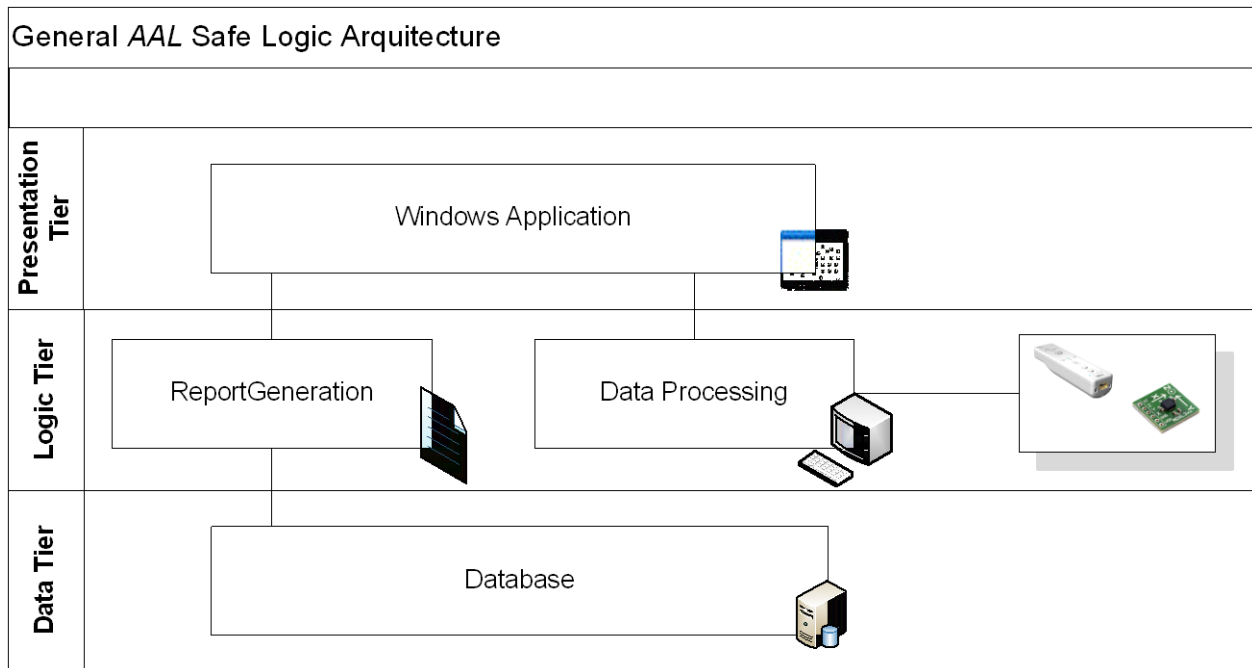 General AAL Safe Logic Arquitecture
Presentation
Tier
Windows Application
Logic Tier
ReportGeneration
Data Processing
Data Tier
Database